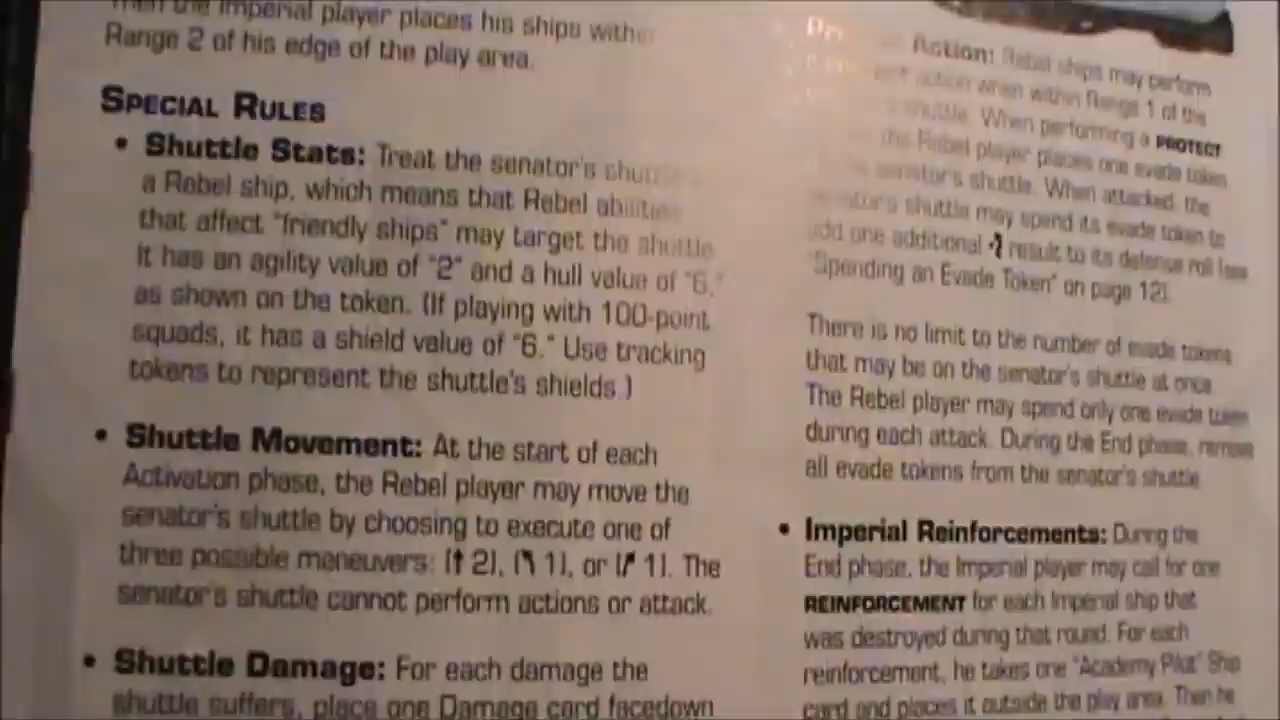 Then the Imperial player places his ships within
Range 2 of his edge of the play area.
SPECIAL RULES
• Shuttle Stats: Treat the senator's shuttle
a Rebel ship, which means that Rebel abilities
that affect "friendly ships" may target the shuttle.
It has an agility value of "2" and a hull value of "6,"
as shown on the token. (If playing with 100-point
squads, it has a shield value of "6." Use tracking
tokens to represent the shuttle's shields.)
• Shuttle Movement: At the start of each
Activation phase, the Rebel player may move the
senator's shuttle by choosing to execute one of
three possible maneuvers: (↑ 2), (↰ 1), or (↱ 1). The
senator's shuttle cannot perform actions or attack.
• Shuttle Damage: For each damage the
shuttle suffers, place one Damage card facedown
Action: Rebel ships may perform
action when within Range 1 of the
shuttle. When performing a PROTECT
the Rebel player places one evade token
senator's shuttle. When attacked, the
senator's shuttle may spend its evade token to
add one additional result to its defense roll (see
"Spending an Evade Token" on page 12).
There is no limit to the number of evade tokens
that may be on the senator's shuttle at once.
The Rebel player may spend only one evade token
during each attack. During the End phase, remove
all evade tokens from the senator's shuttle.
• Imperial Reinforcements: During the
End phase, the Imperial player may call for one
REINFORCEMENT for each Imperial ship that
was destroyed during that round. For each
reinforcement, he takes one "Academy Pilot" Ship
card and places it outside the play area. Then he